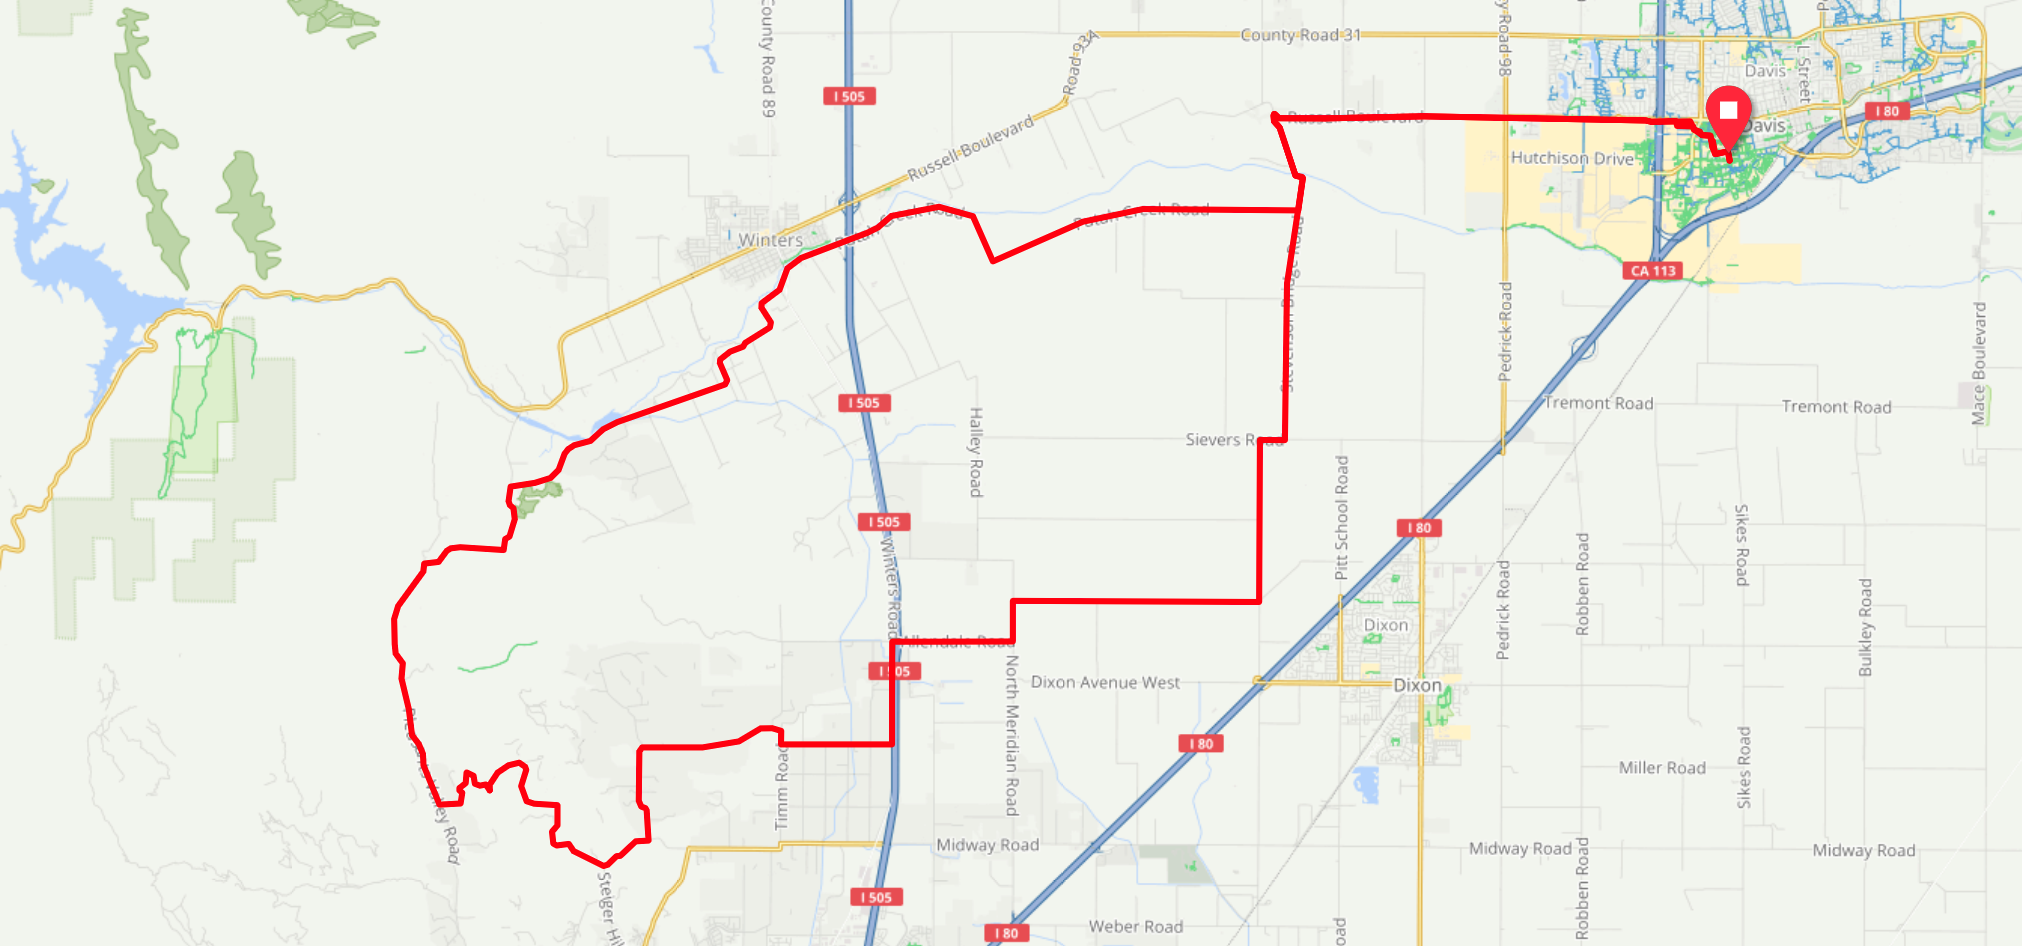 County Road 89
I 505
Road 93A
County Road 31
Russell Boulevard
Russell Boulevard
Davis
L Street
I 80
Davis
Hutchison Drive
Putah Creek Road
Putah Creek Road
Winters
Stevenson Bridge Road
CA 113
Pedrick Road
Mace Boulevard
I 505
Halley Road
Sievers Road
Tremont Road
Tremont Road
I 505
Winters Road
Pitt School Road
I 80
Sikes Road
Robben Road
Pedrick Road
Bulkley Road
Dixon
Allendale Road
I 505
North Meridian Road
Dixon Avenue West
Dixon
Pleasants Valley Road
Timm Road
I 80
Miller Road
Sikes Road
Midway Road
Midway Road
Midway Road
Robben Road
Steiger Hil
I 505
I 80
Weber Road
oad